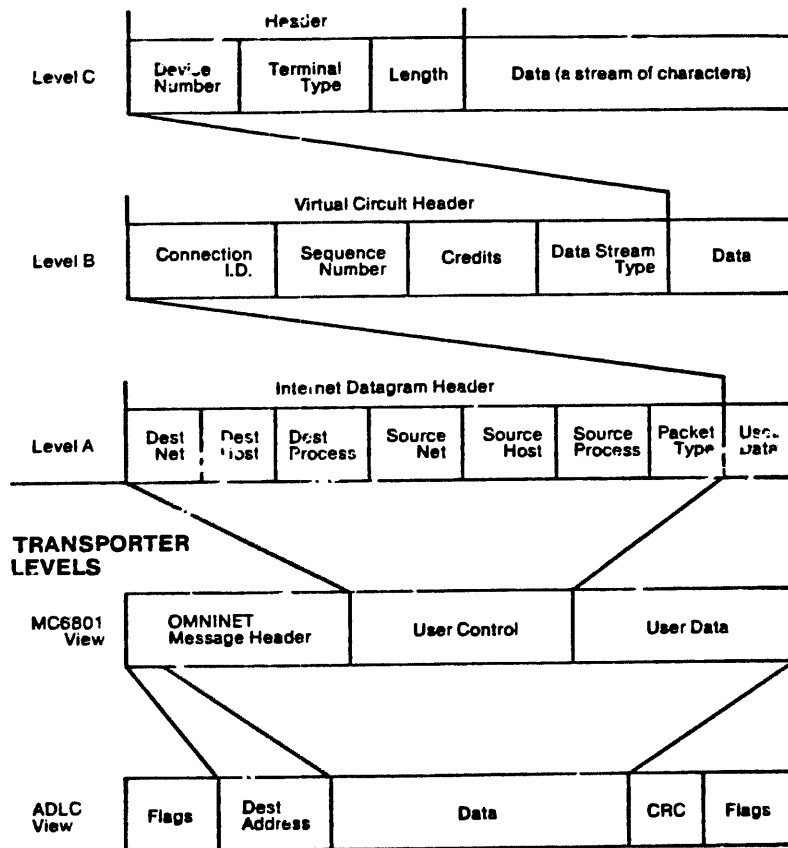 Header
Level C
Device Number
Terminal Type
Length
Data (a stream of characters)
Virtual Circuit Header
Level B
Connection I.D.
Sequence Number
Credits
Data Stream Type
Data
Internet Datagram Header
Level A
Dest Net
Dest Host
Dest Process
Source Net
Source Host
Source Process
Packet Type
User Data
TRANSPORTER
LEVELS
MC6801 View
OMNINET Message Header
User Control
User Data
ADLC View
Flags
Dest Address
Data
CRC
Flags